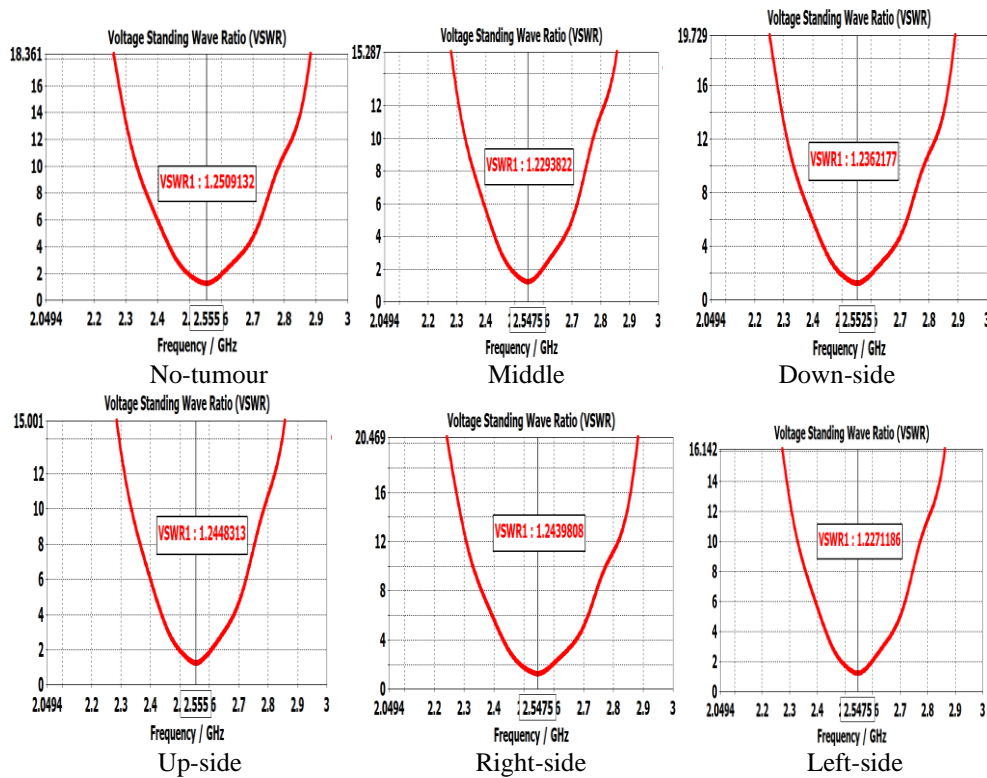 Voltage Standing Wave Ratio (VSWR)
18.361
16
14
12
10
8
6
4
2
0
VSWR1 : 1.2509132
2.0494 2.2 2.3 2.4 2.555 6 2.7 2.8 2.9 3
Frequency / GHz
No-tumour
Voltage Standing Wave Ratio (VSWR)
15.287
12
10
8
6
4
2
0
VSWR1 : 1.2293822
2.0494 2.2 2.3 2.4 2.5475 6 2.7 2.8 2.9 3
Frequency / GHz
Middle
Voltage Standing Wave Ratio (VSWR)
19.729
16
12
8
4
0
VSWR1 : 1.2362177
2.0494 2.2 2.3 2.4 2.5525 6 2.7 2.8 2.9 3
Frequency / GHz
Down-side
Voltage Standing Wave Ratio (VSWR)
15.001
12
10
8
6
4
2
0
VSWR1 : 1.2448313
2.0494 2.2 2.3 2.4 2.555 6 2.7 2.8 2.9 3
Frequency / GHz
Up-side
Voltage Standing Wave Ratio (VSWR)
20.469
16
12
8
4
0
VSWR1 : 1.2439808
2.0494 2.2 2.3 2.4 2.5475 6 2.7 2.8 2.9 3
Frequency / GHz
Right-side
Voltage Standing Wave Ratio (VSWR)
16.142
14
12
10
8
6
4
2
0
VSWR1 : 1.2271186
2.0494 2.2 2.3 2.4 2.5475 6 2.7 2.8 2.9 3
Frequency / GHz
Left-side